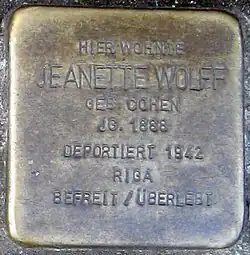 HIER WOHNTE
JEANETTE WOLFF
GEB. COHEN
JG. 1888
DEPORTIERT 1942
RIGA
BEFREIT / ÜBERLEBT